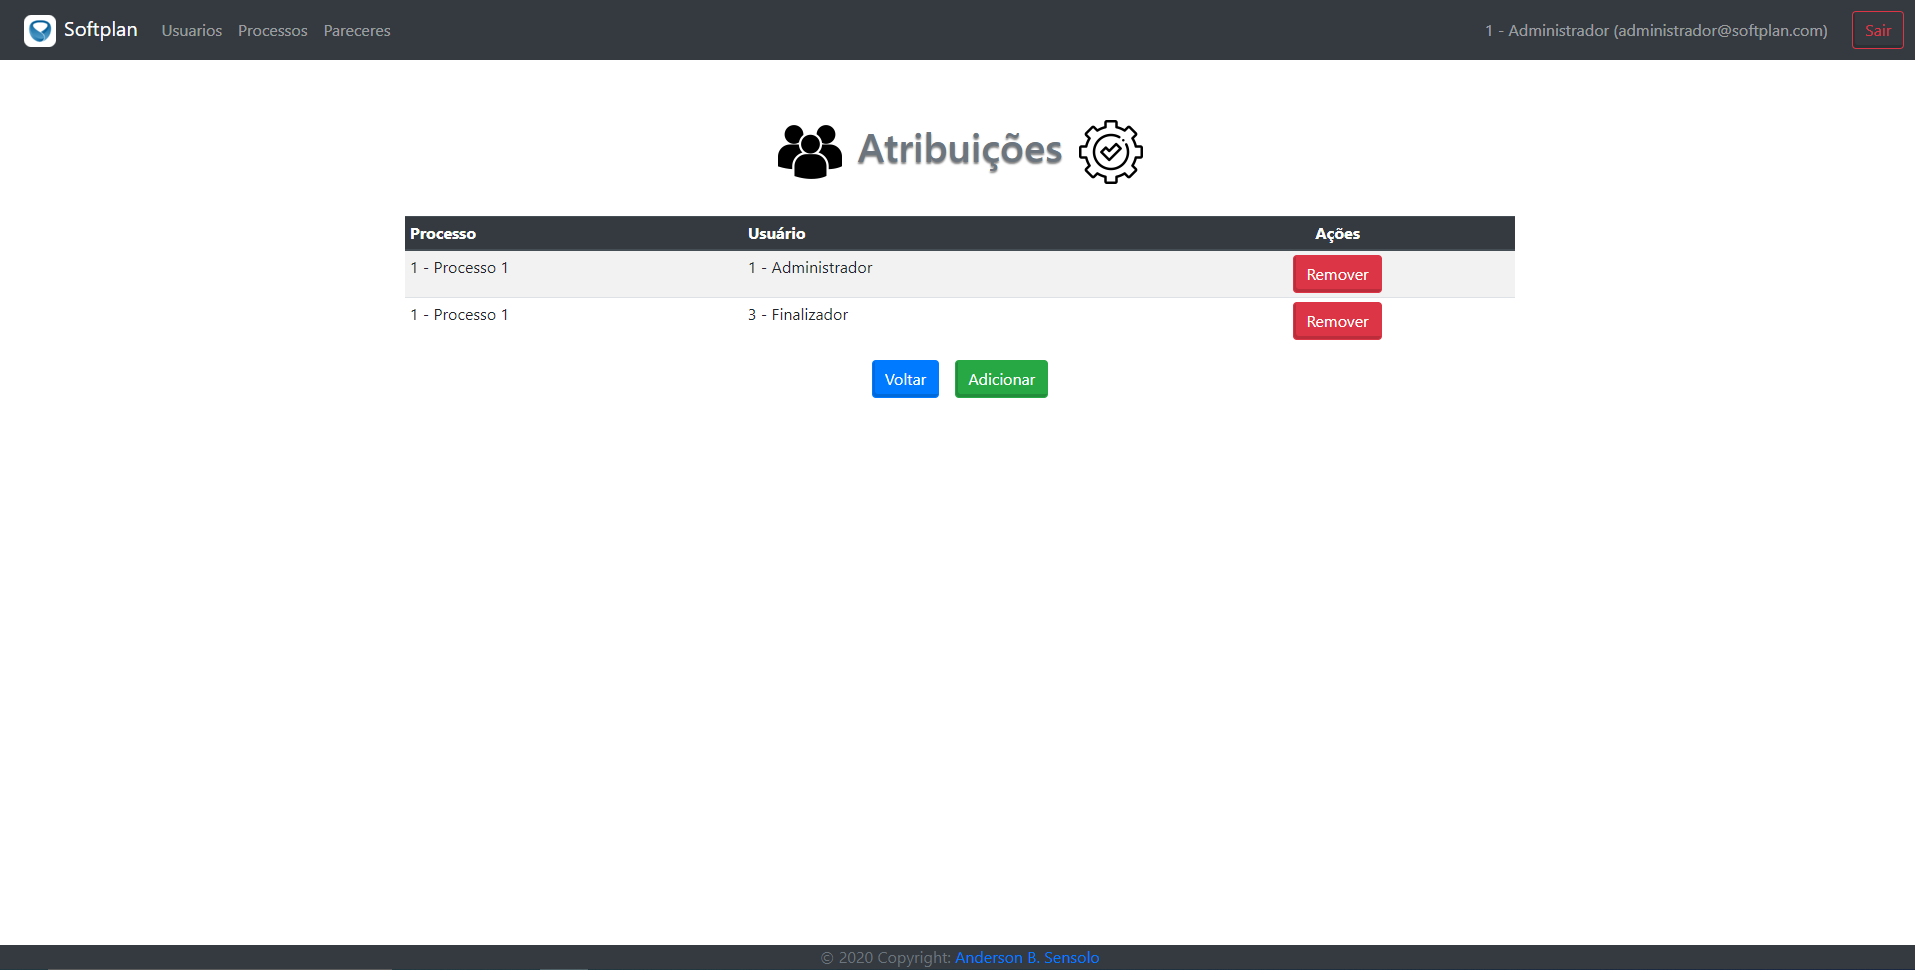 Softplan Usuarios Processos Pareceres 1 - Administrador (administrador@softplan.com) Sair
Atribuições
Processo Usuário Ações
1 - Processo 1 1 - Administrador Remover
1 - Processo 1 3 - Finalizador Remover
Voltar Adicionar
© 2020 Copyright: Anderson B. Sensolo